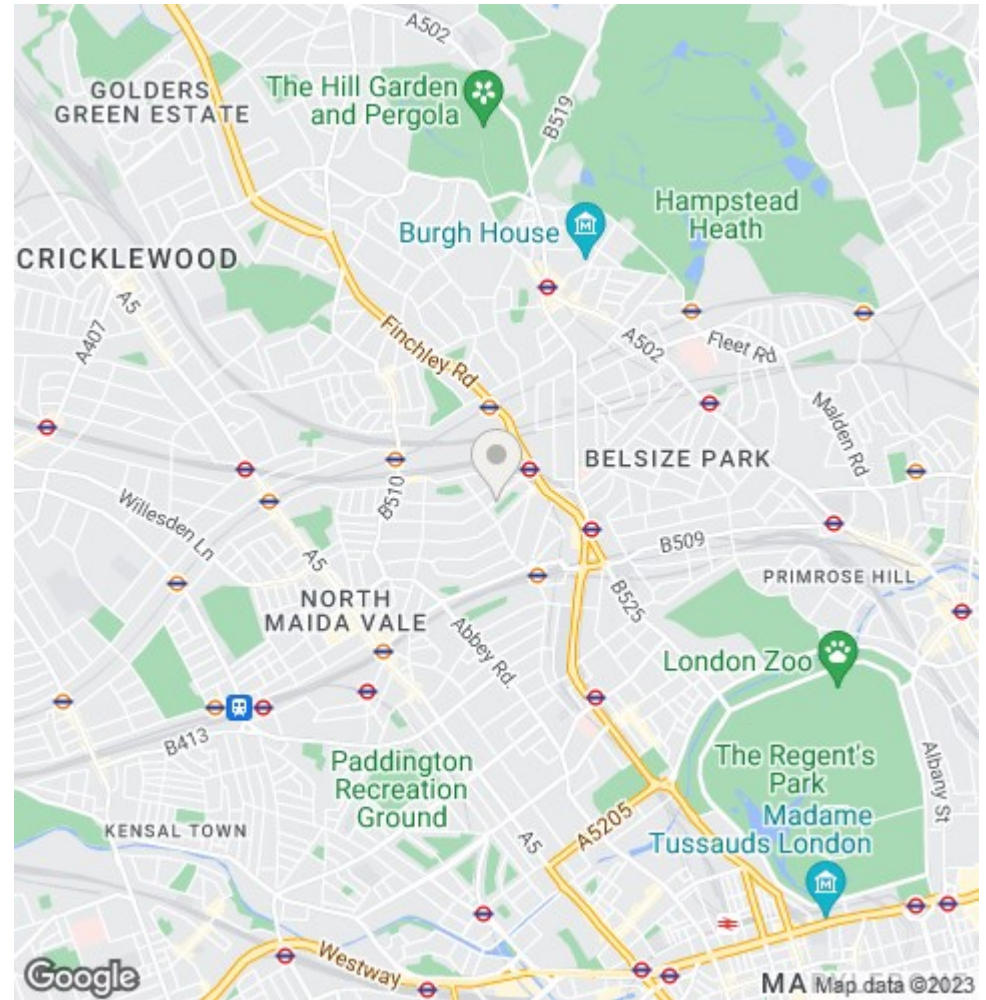 A502
GOLDERS
GREEN ESTATE
The Hill Garden
and Pergola
B519
Hampstead
Heath
Burgh House
CRICKLEWOOD
A5
A407
A502
Fleet Rd
Finchley Rd
Malden Rd
BELSIZE PARK
B510
Willesden Ln
A5
B509
PRIMROSE HILL
NORTH
MAIDA VALE
B525
Abbey Rd.
London Zoo
B413
Paddington
Recreation
Ground
The Regent's
Park
Albany St
Madame
Tussauds London
KENSAL TOWN
A5
A5205
Westway
Google
Map data ©2023